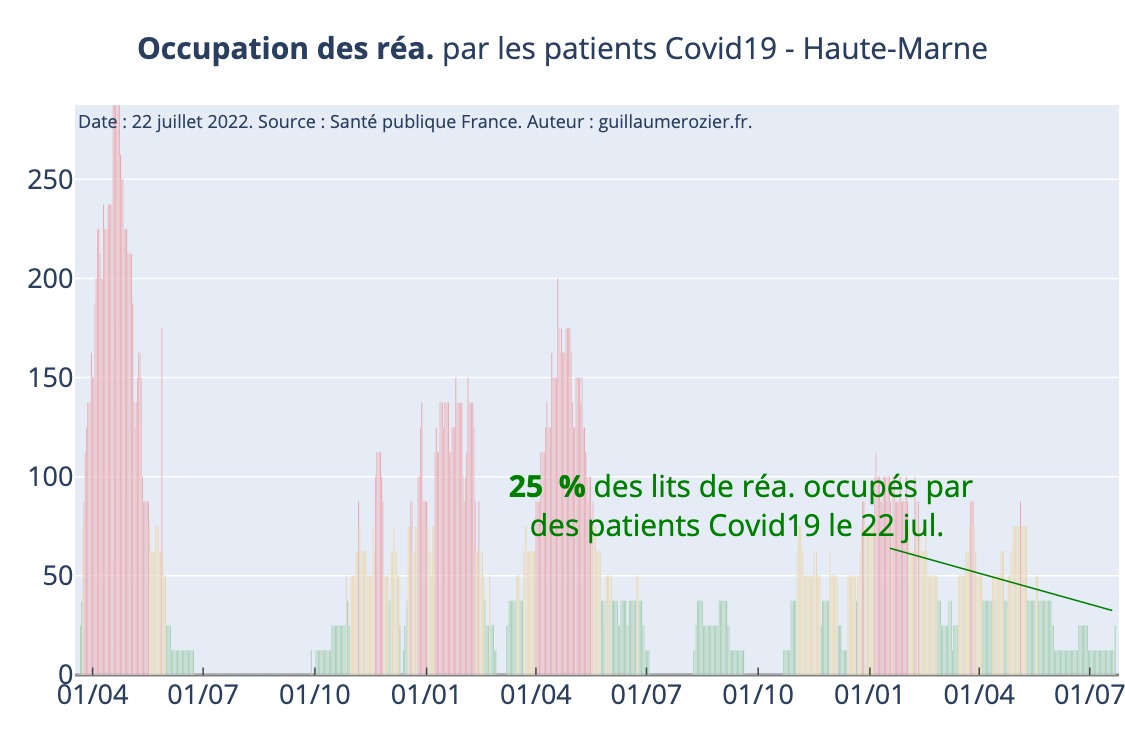 Occupation des réa. par les patients Covid19 - Haute-Marne
Date : 22 juillet 2022. Source : Santé publique France. Auteur : guillaumerozier.fr.
250
200
150
100
50
0
25 % des lits de réa. occupés par
des patients Covid19 le 22 jul.
01/04 01/07 01/10 01/01 01/04 01/07 01/10 01/01 01/04 01/07